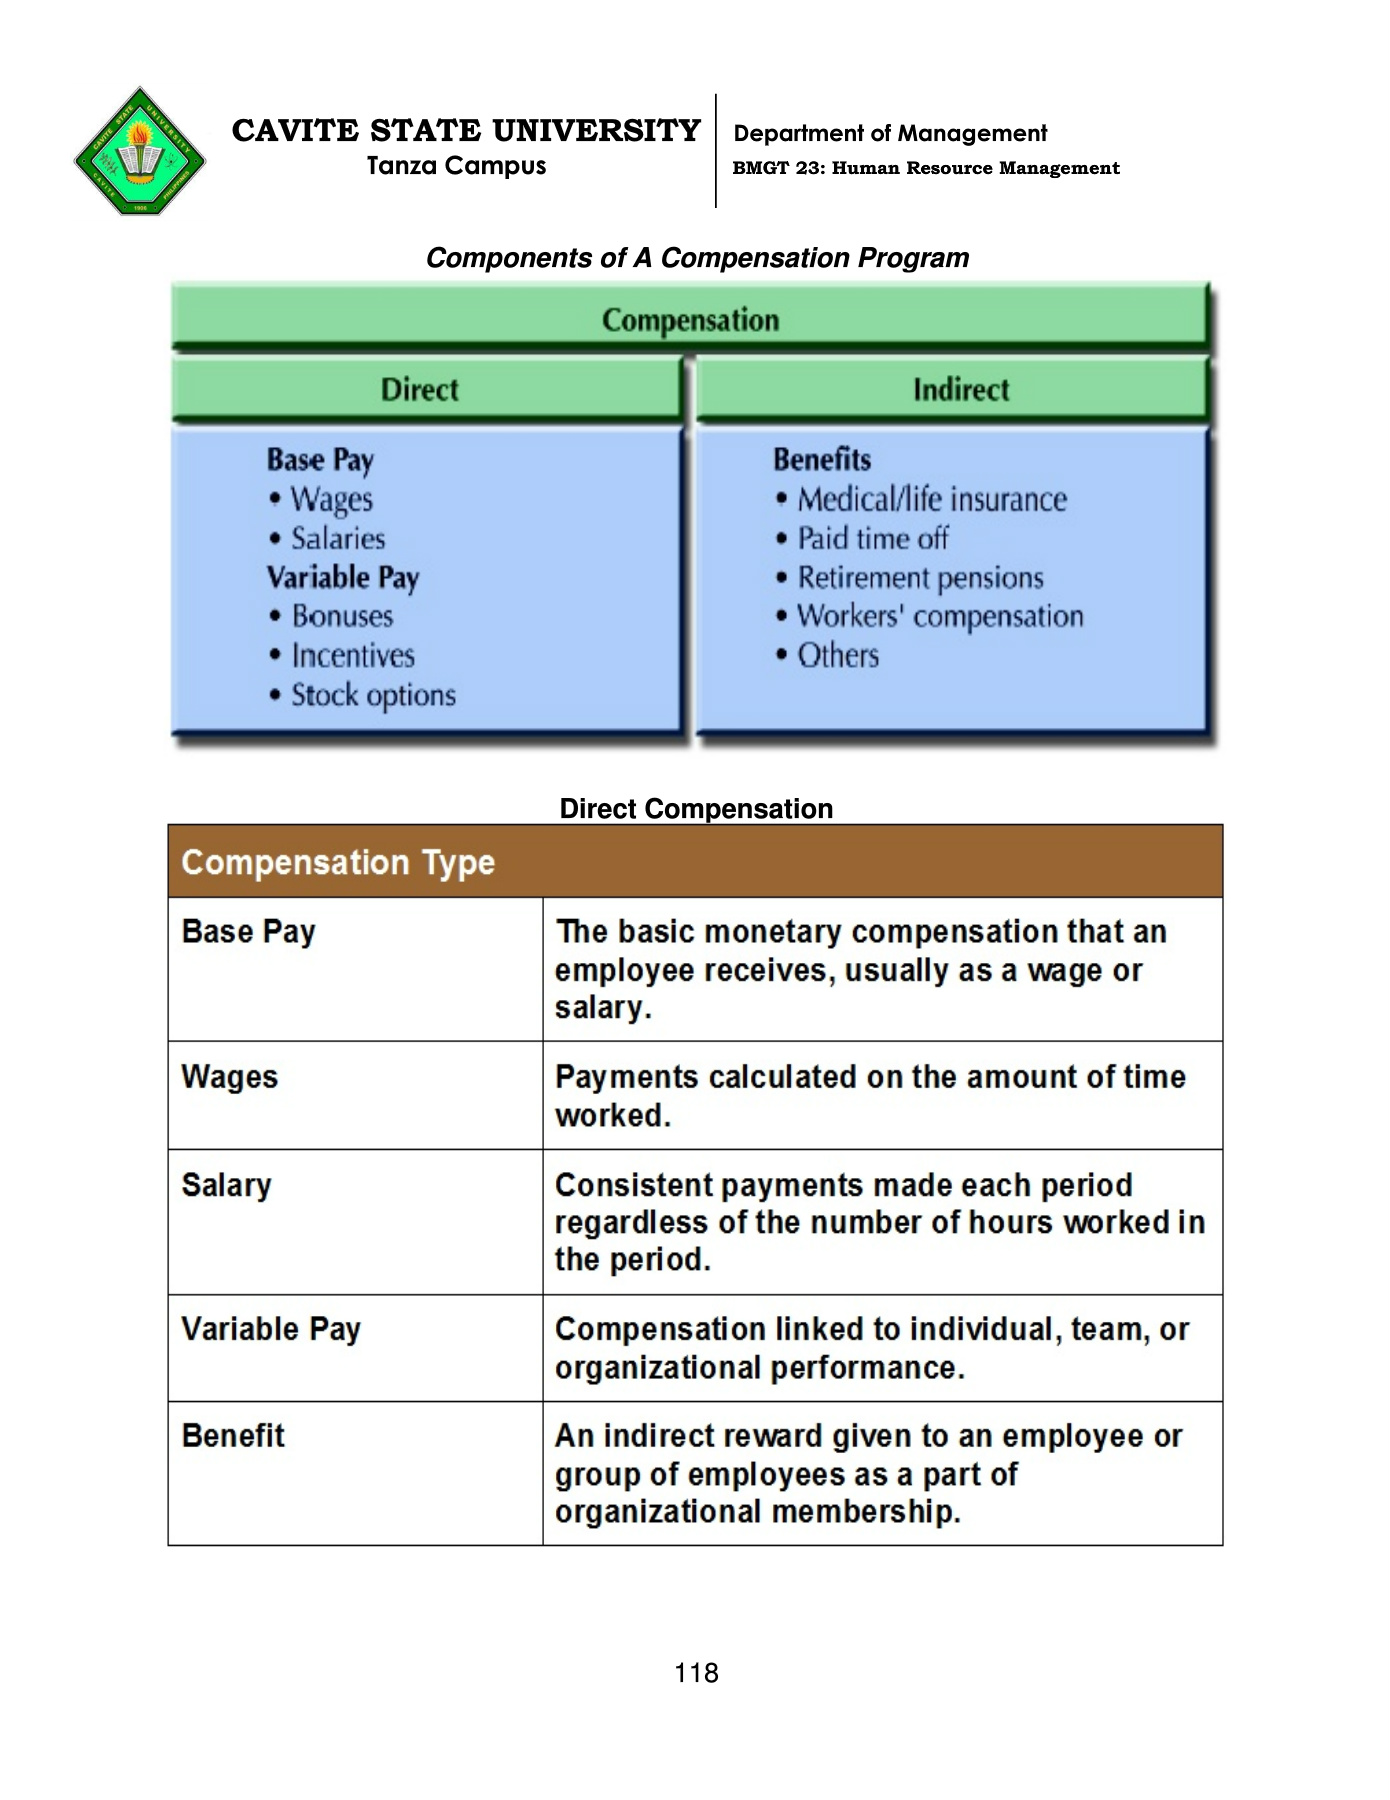 CAVITE STATE UNIVERSITY
Tanza Campus
Department of Management
BMGT 23: Human Resource Management
CAVITE STATE UNIVERSITY
CAVITE
PHILIPPINES
1906
Components of A Compensation Program
Compensation
Direct
Base Pay
• Wages
• Salaries
Variable Pay
• Bonuses
• Incentives
• Stock options
Indirect
Benefits
• Medical/life insurance
• Paid time off
• Retirement pensions
• Workers' compensation
• Others
Direct Compensation
Compensation Type
Base Pay
The basic monetary compensation that an
employee receives, usually as a wage or
salary.
Wages
Payments calculated on the amount of time
worked.
Salary
Consistent payments made each period
regardless of the number of hours worked in
the period.
Variable Pay
Compensation linked to individual, team, or
organizational performance.
Benefit
An indirect reward given to an employee or
group of employees as a part of
organizational membership.
118